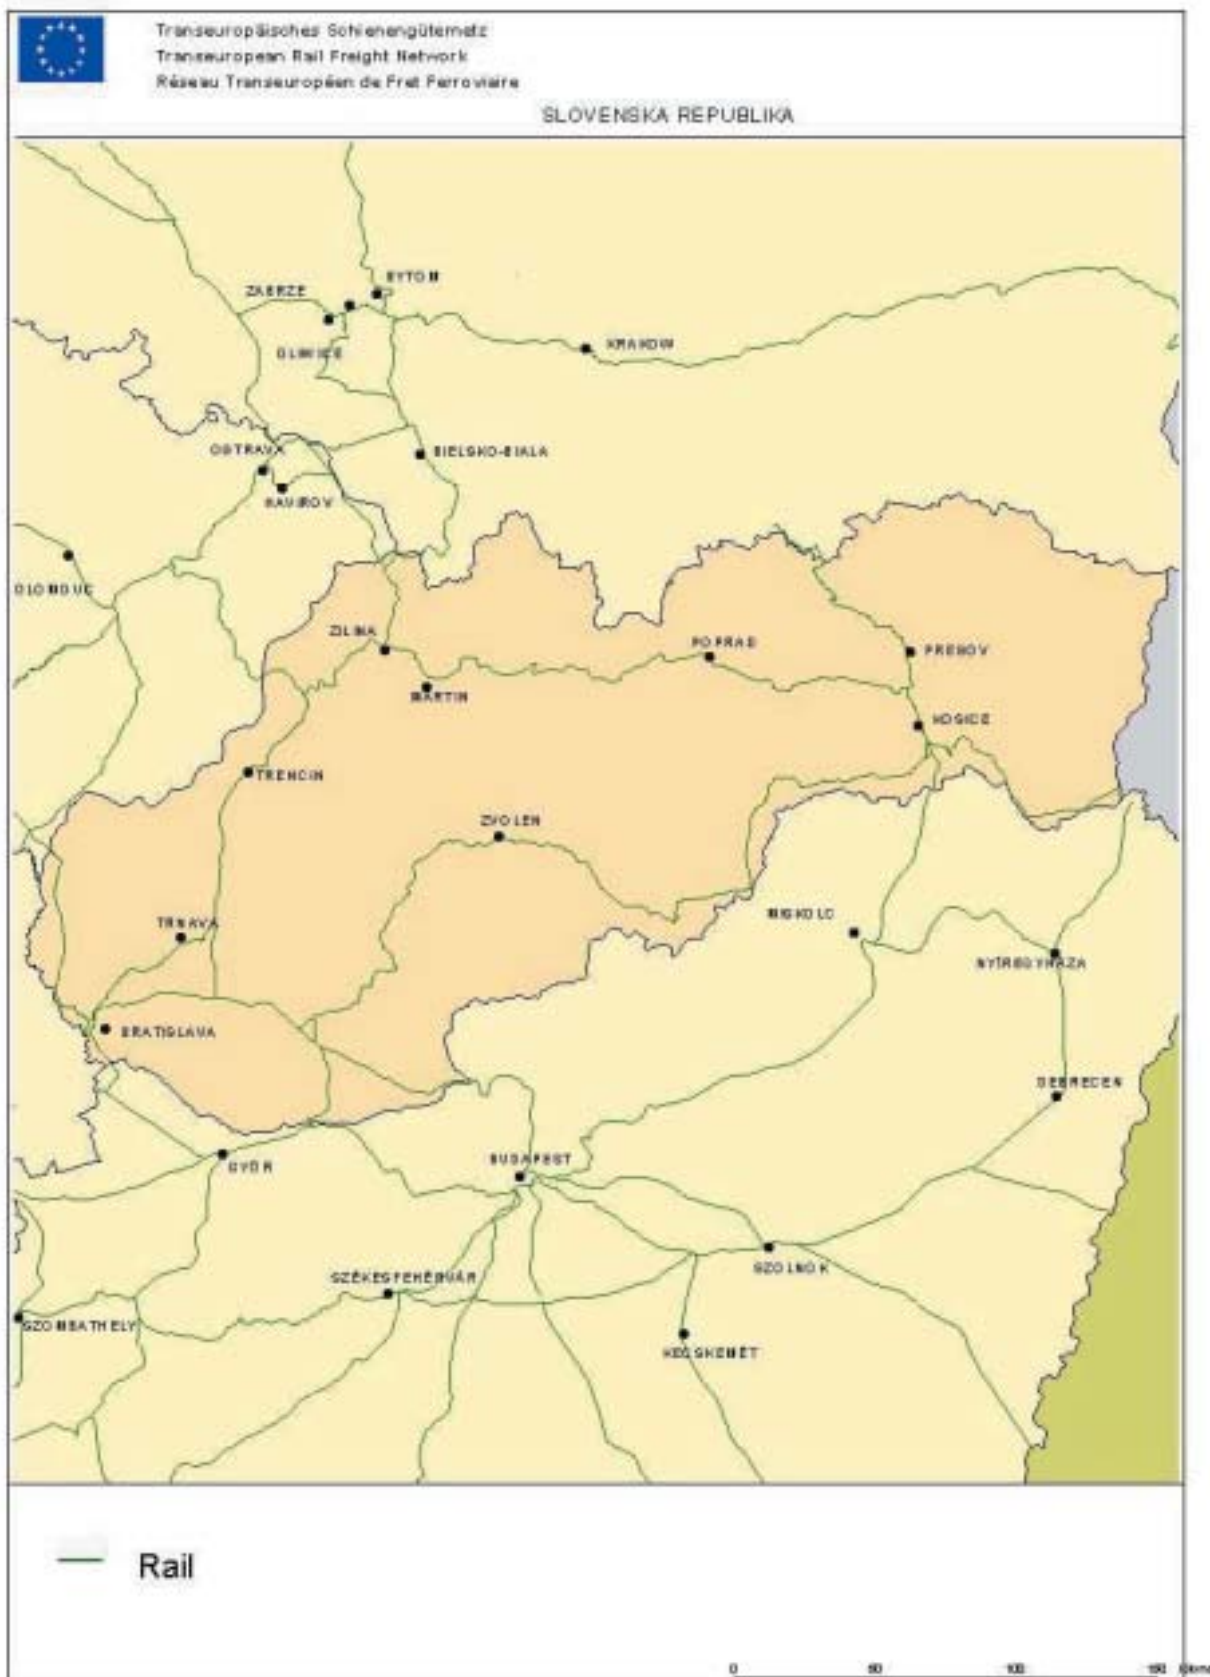 Transeuropäisches Schienengüternetz
Transeuropean Rail Freight Network
Réseau Transeuropéen de Fret Ferroviaire
SLOVENSKA REPUBLIKA
BYTOM
ZABRZE
GLIWICE
KRAKOW
OSTRAVA
BIELSKO-BIALA
HAVIROV
OLOMOUC
ZILINA
POPRAD
PRESOV
MARTIN
KOSICE
TRENCIN
ZVOLEN
TRNAVA
MISKOLC
NYÍREGYHÁZA
BRATISLAVA
DEBRECEN
BUDAPEST
GYÖR
SZOLNOK
SZÉKESFEHÉRVÁR
SZOMBATHELY
KECSKEMÉT
Rail
0 50 100 150